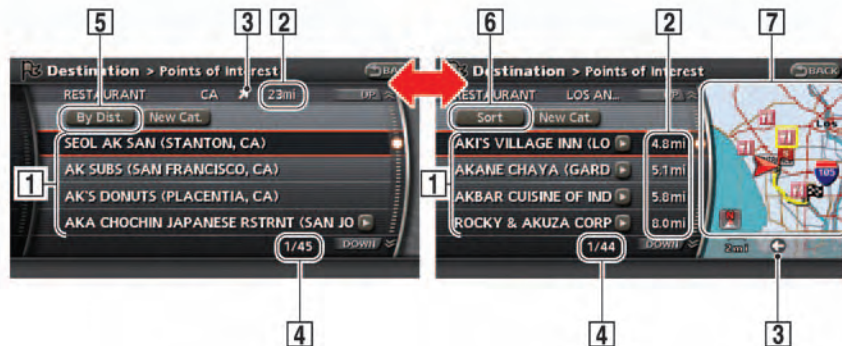 5 3 2 6 2 7
Destination > Points of Interest BACK
RESTAURANT CA 23mi UP
By Dist. New Cat.
SEOL AK SAN (STANTON, CA)
AK SUBS (SAN FRANCISCO, CA)
AK'S DONUTS (PLACENTIA, CA)
AKA CHOCHIN JAPANESE RSTRNT (SAN JO
1/45 DOWN
1
4
Destination > Points of Interest BACK
RESTAURANT LOS AN... UP
Sort New Cat.
AKI'S VILLAGE INN (LO 4.8mi
AKANE CHAYA (GARD 5.1mi
AKBAR CUISINE OF IND 5.8mi
ROCKY & AKUZA CORP 8.0mi
1/44 DOWN
1
Los
105
2mi
4 3